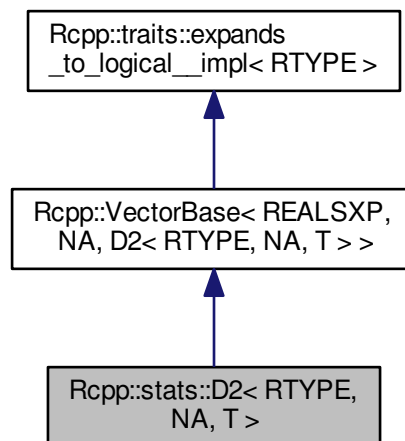 Rcpp::traits::expands
_to_logical__impl< RTYPE >
Rcpp::VectorBase< REALSXP,
NA, D2< RTYPE, NA, T > >
Rcpp::stats::D2< RTYPE,
NA, T >